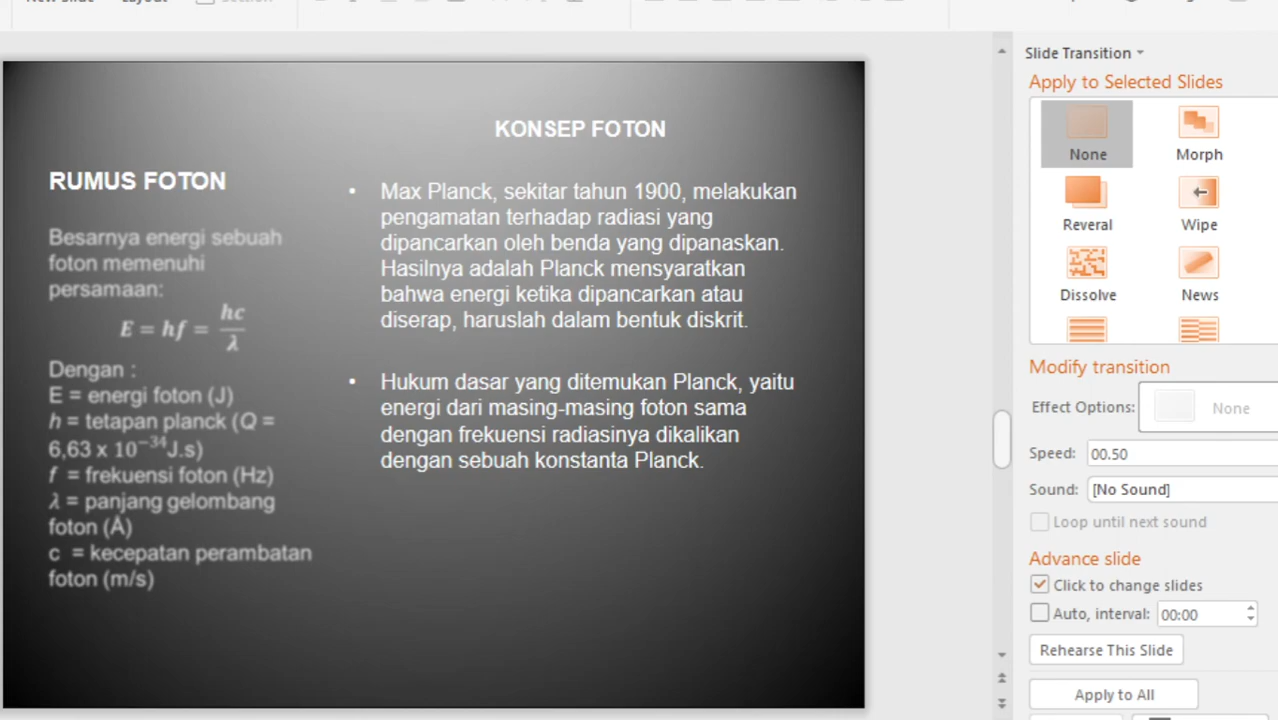 Slide Transition
Apply to Selected Slides
None
Morph
Reveral
Wipe
Dissolve
News
Modify transition
Effect Options:
None
Speed:
00.50
Sound:
[No Sound]
Loop until next sound
Advance slide
Click to change slides
Auto, interval:
00:00
Rehearse This Slide
Apply to All
RUMUS FOTON
Besarnya energi sebuah
foton memenuhi
persamaan:
E = hf = hc/λ
Dengan :
E = energi foton (J)
h = tetapan planck (Q =
6,63 x 10⁻³⁴J.s)
f = frekuensi foton (Hz)
λ = panjang gelombang
foton (Å)
c = kecepatan perambatan
foton (m/s)
KONSEP FOTON
• Max Planck, sekitar tahun 1900, melakukan
pengamatan terhadap radiasi yang
dipancarkan oleh benda yang dipanaskan.
Hasilnya adalah Planck mensyaratkan
bahwa energi ketika dipancarkan atau
diserap, haruslah dalam bentuk diskrit.
• Hukum dasar yang ditemukan Planck, yaitu
energi dari masing-masing foton sama
dengan frekuensi radiasinya dikalikan
dengan sebuah konstanta Planck.